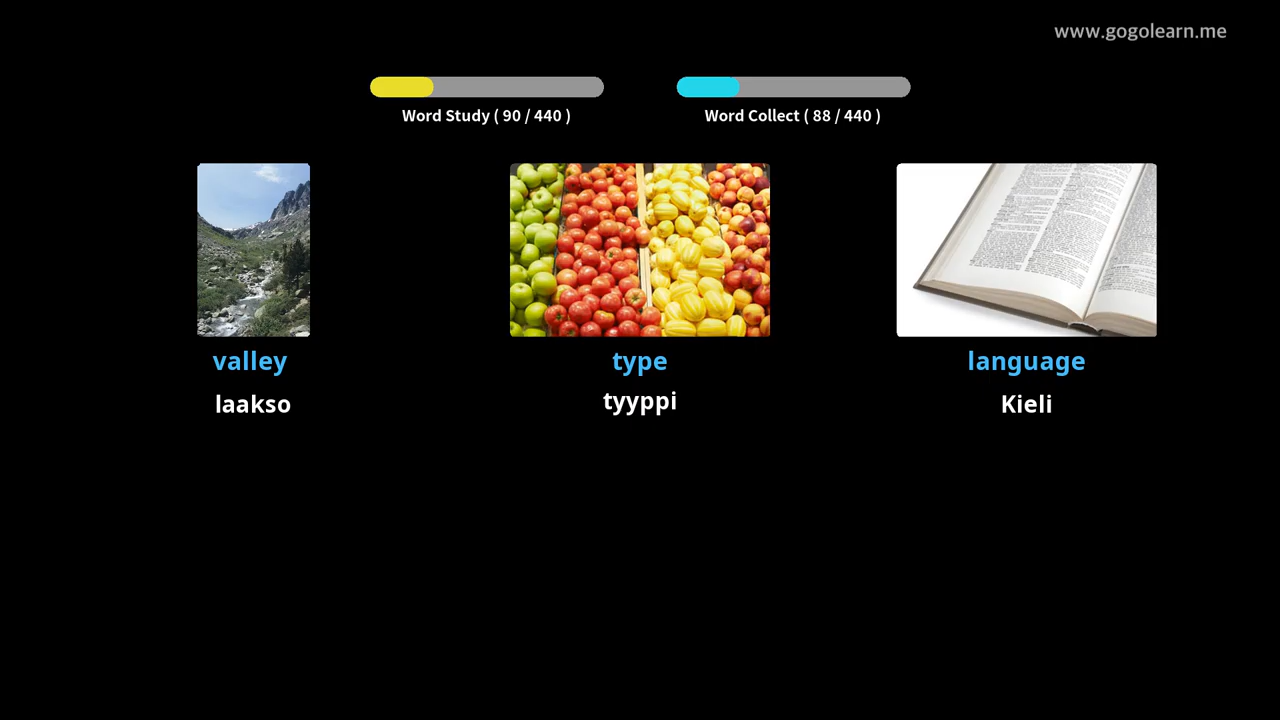 www.gogolearn.me
Word Study ( 90 / 440 )
Word Collect ( 88 / 440 )
valley
laakso
type
tyyppi
language
Kieli